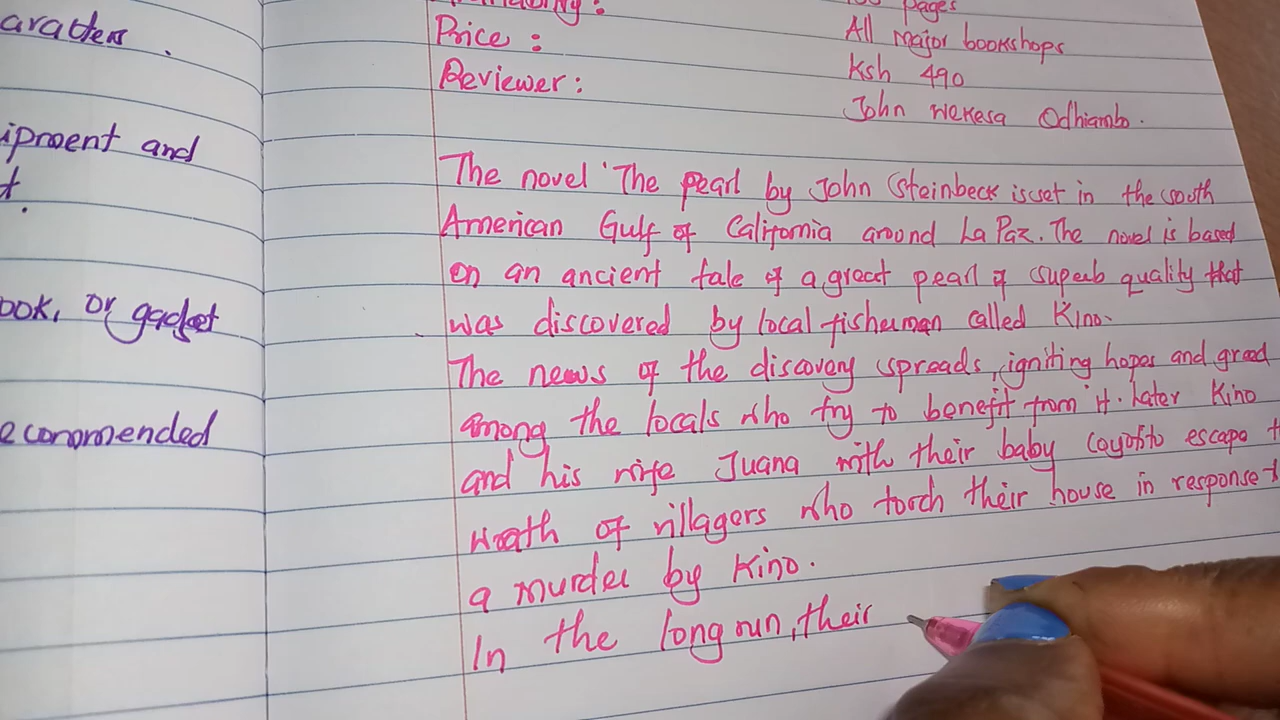 aracters.
ipment and
t.
ook, or gadget
ecommended
pages
Price :
All major bookshops
Reviewer:
Ksh 490
John Wekesa Odhiambo.
The novel 'The pearl by John Steinbeck is set in the south
American Gulf of California around La Paz. The novel is based
on an ancient tale of a great pearl of superb quality that
was discovered by local fisherman called Kino.
The news of the discovery spreads, igniting hopes and greed
among the locals who try to benefit from it. Later Kino
and his wife Juana with their baby Coyotito escape t
wrath of villagers who torch their house in response t
a murder by Kino.
In the long run, their